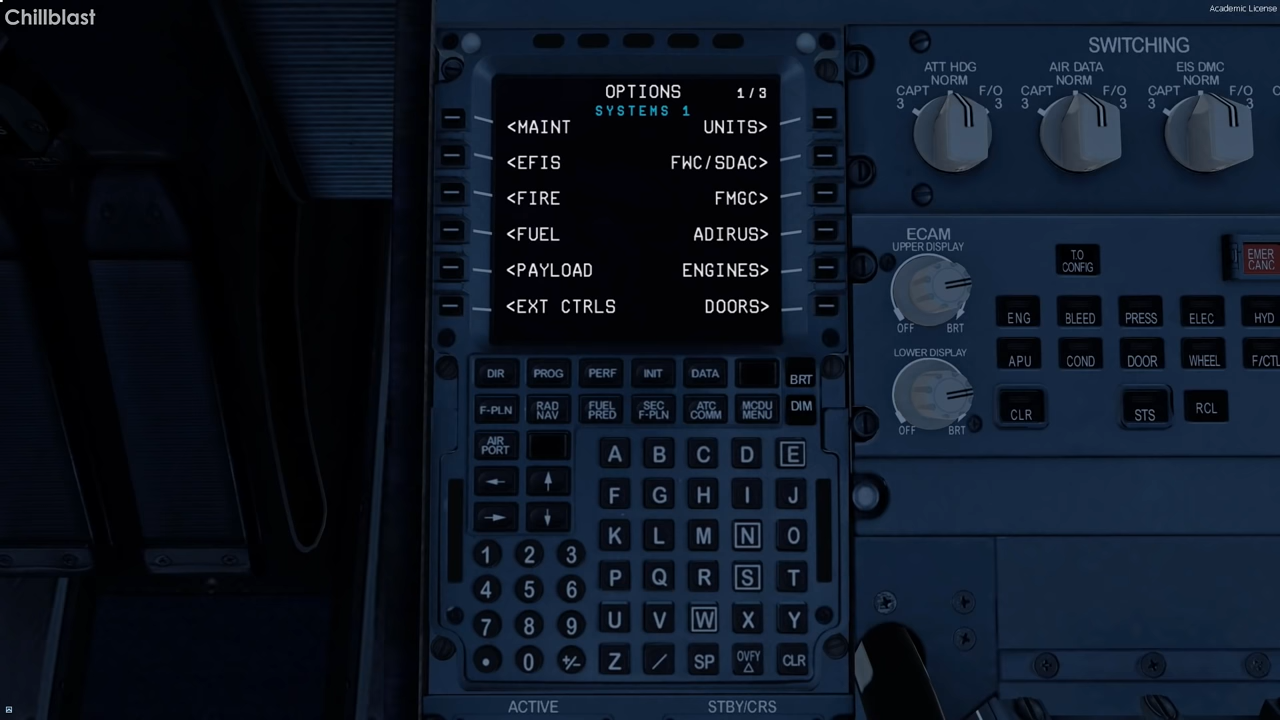 Chillblast
Academic License
OPTIONS 1/3
SYSTEMS 1
<MAINT UNITS>
<EFIS FWC/SDAC>
<FIRE FMGC>
<FUEL ADIRUS>
<PAYLOAD ENGINES>
<EXT CTRLS DOORS>
DIR PROG PERF INIT DATA BRT
F-PLN RAD NAV FUEL PRED SEC F-PLN ATC COMM MCDU MENU DIM
AIR PORT
← ↑
→ ↓
A B C D E
F G H I J
K L M N O
P Q R S T
U V W X Y
Z / SP OVFY △ CLR
1 2 3
4 5 6
7 8 9
• 0 +/-
ACTIVE STBY/CRS
SWITCHING
ATT HDG AIR DATA EIS DMC
NORM NORM NORM
CAPT F/O CAPT F/O CAPT F/O
3 3 3 3 3 3
ECAM
UPPER DISPLAY
OFF BRT
LOWER DISPLAY
OFF BRT
T.O
CONFIG
EMER
CANC
ENG BLEED PRESS ELEC HYD
APU COND DOOR WHEEL F/CTL
CLR STS RCL